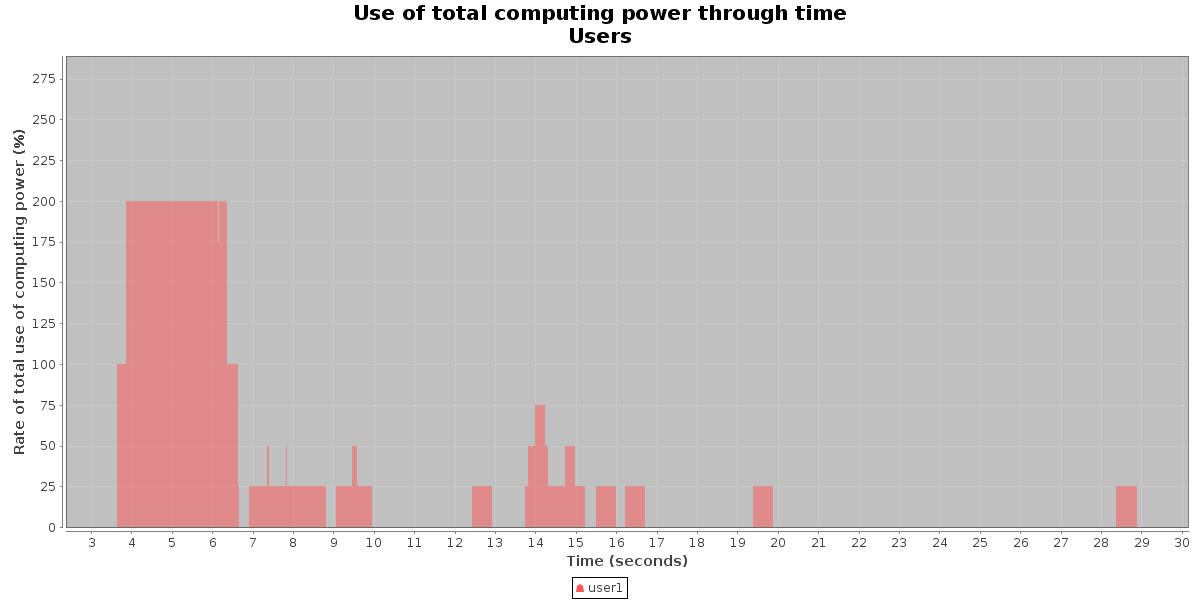 Use of total computing power through time
Users
Rate of total use of computing power (%)
275
250
225
200
175
150
125
100
75
50
25
0
3 4 5 6 7 8 9 10 11 12 13 14 15 16 17 18 19 20 21 22 23 24 25 26 27 28 29 30
Time (seconds)
user1